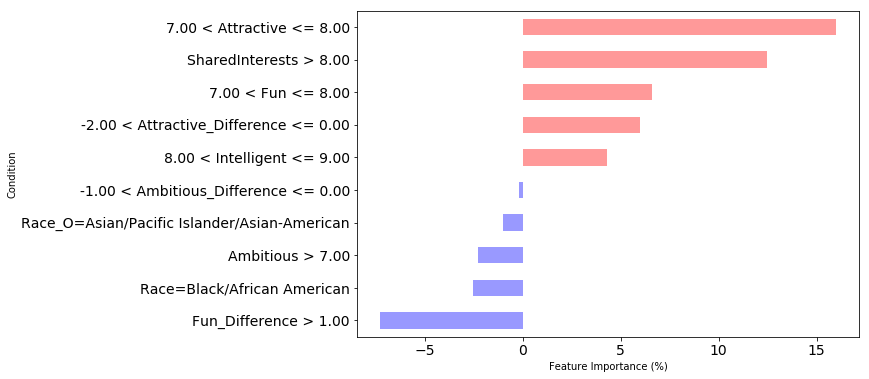 7.00 < Attractive <= 8.00
SharedInterests > 8.00
7.00 < Fun <= 8.00
-2.00 < Attractive_Difference <= 0.00
8.00 < Intelligent <= 9.00
Condition
-1.00 < Ambitious_Difference <= 0.00
Race_O=Asian/Pacific Islander/Asian-American
Ambitious > 7.00
Race=Black/African American
Fun_Difference > 1.00
−5 0 5 10 15
Feature Importance (%)